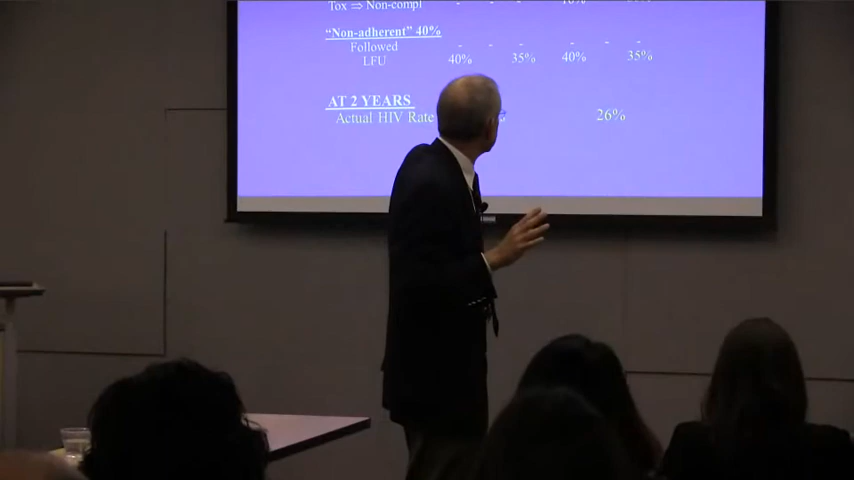 Tox ⇒ Non-compl - - - 10%
"Non-adherent" 40%
Followed - - - - - -
LFU 40% 35% 40% 35%
AT 2 YEARS
Actual HIV Rate 26%